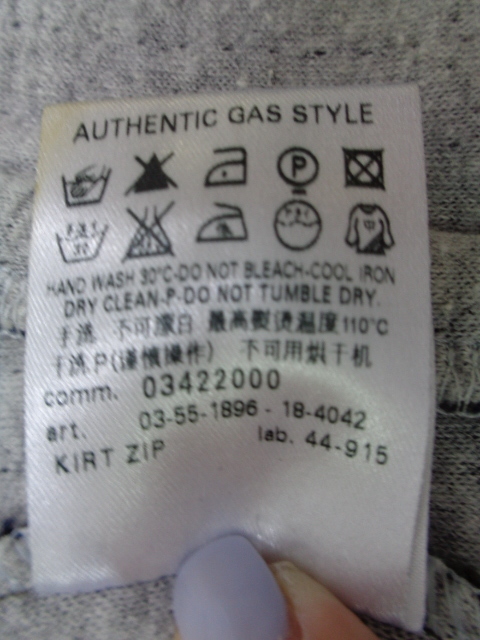 AUTHENTIC GAS STYLE
P
HAND WASH 30°C-DO NOT BLEACH-COOL IRON
DRY CLEAN-P-DO NOT TUMBLE DRY.
手洗 不可漂白 最高熨烫温度110°C
干洗P(谨慎操作) 不可用烘干机
comm. 03422000
art. 03-55-1896 - 18-4042
KIRT ZIP lab. 44-915